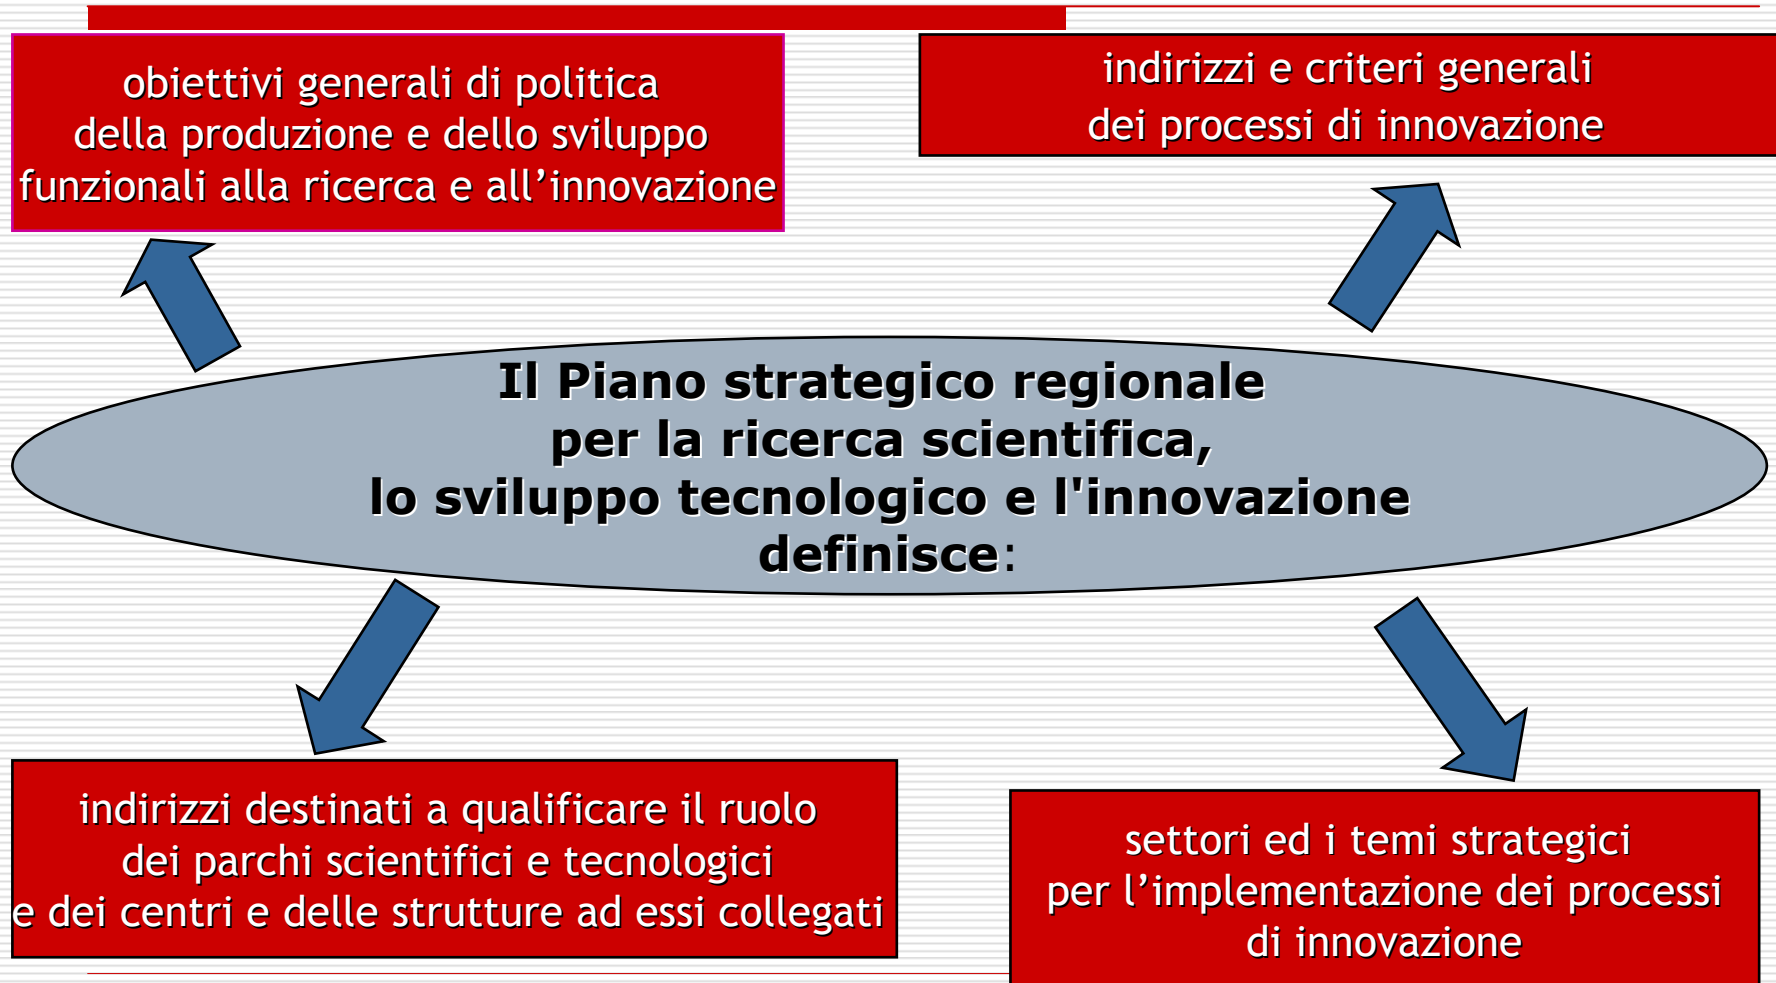 obiettivi generali di politica
della produzione e dello sviluppo
funzionali alla ricerca e all’innovazione
indirizzi e criteri generali
dei processi di innovazione
Il Piano strategico regionale
per la ricerca scientifica,
lo sviluppo tecnologico e l'innovazione
definisce:
indirizzi destinati a qualificare il ruolo
dei parchi scientifici e tecnologici
e dei centri e delle strutture ad essi collegati
settori ed i temi strategici
per l’implementazione dei processi
di innovazione